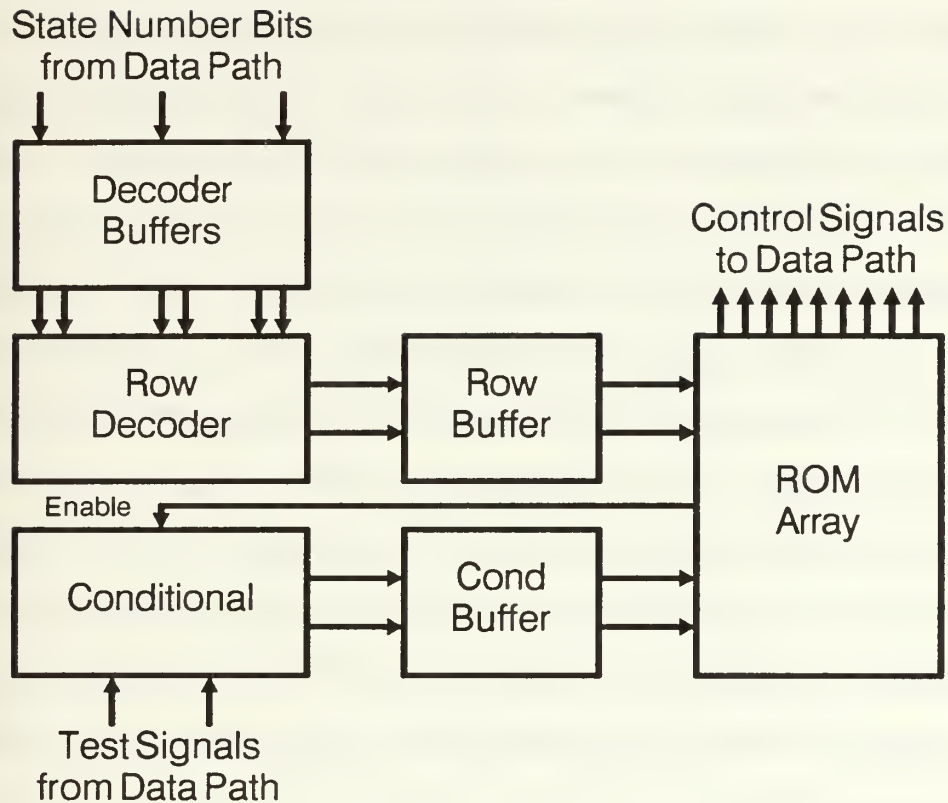 State Number Bits
from Data Path
Decoder
Buffers
Control Signals
to Data Path
Row
Decoder
Row
Buffer
ROM
Array
Enable
Conditional
Cond
Buffer
Test Signals
from Data Path